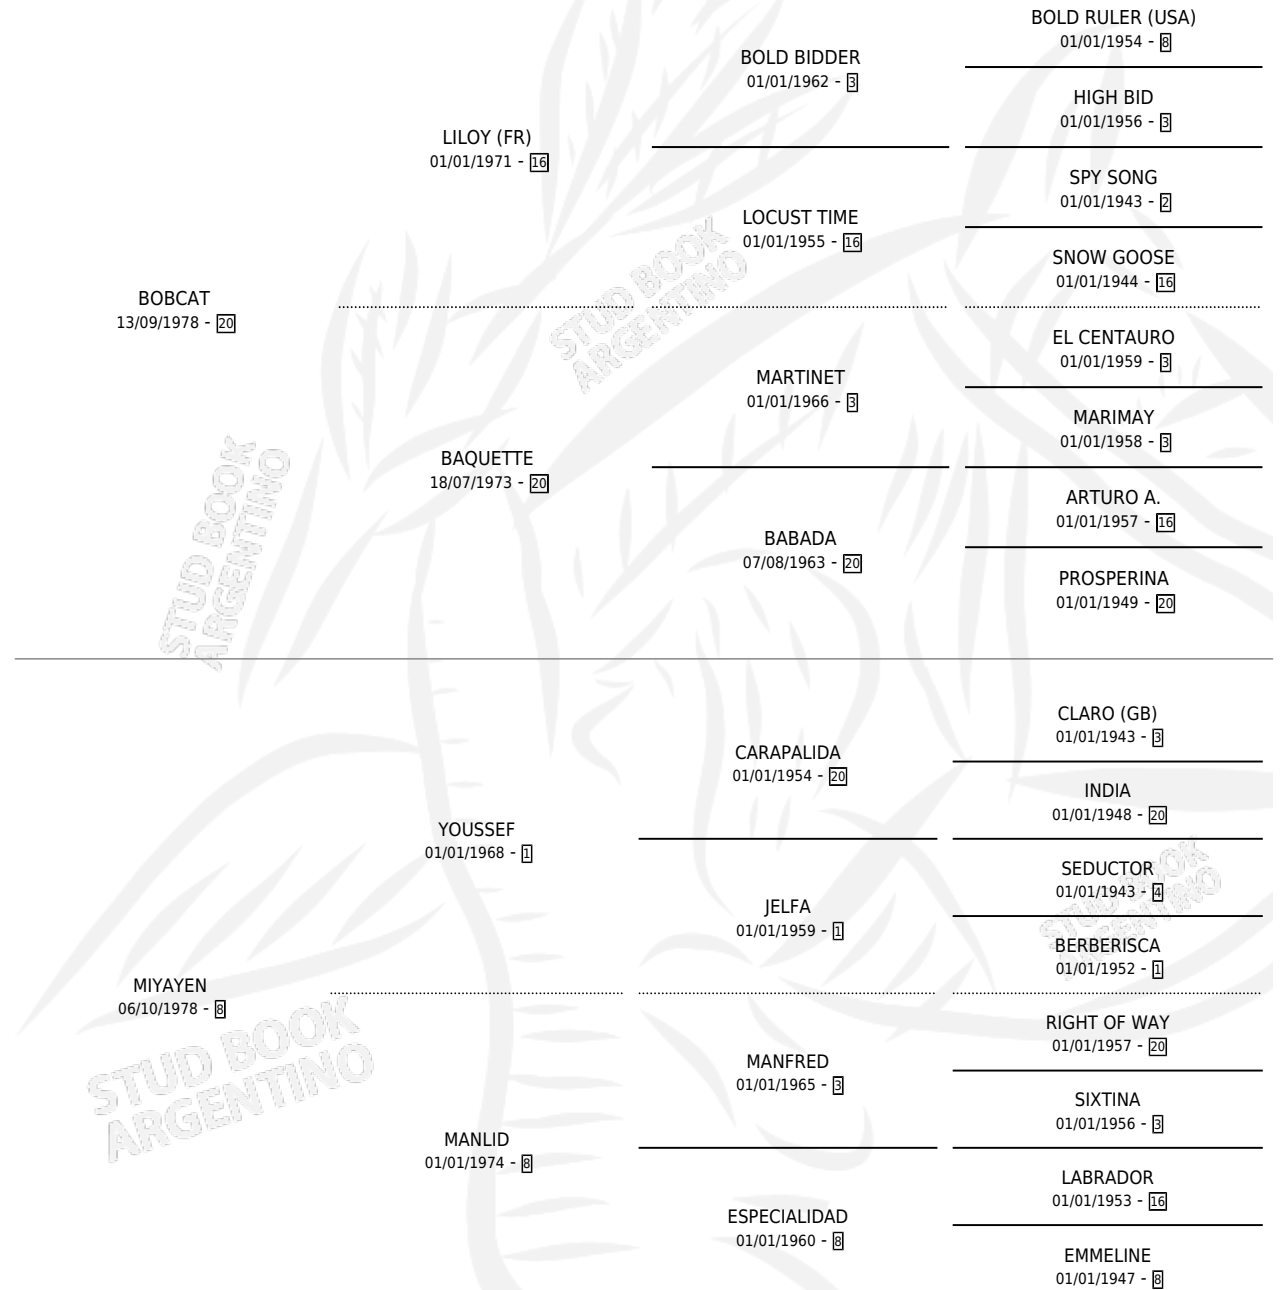 BOLD RULER (USA)
01/01/1954 - 8
BOLD BIDDER
01/01/1962 - 3
HIGH BID
01/01/1956 - 3
LILOY (FR)
01/01/1971 - 16
SPY SONG
01/01/1943 - 2
LOCUST TIME
01/01/1955 - 16
SNOW GOOSE
01/01/1944 - 16
BOBCAT
13/09/1978 - 20
EL CENTAURO
01/01/1959 - 3
MARTINET
01/01/1966 - 3
MARIMAY
01/01/1958 - 3
BAQUETTE
18/07/1973 - 20
ARTURO A.
01/01/1957 - 16
BABADA
07/08/1963 - 20
PROSPERINA
01/01/1949 - 20
CLARO (GB)
01/01/1943 - 3
CARAPALIDA
01/01/1954 - 20
INDIA
01/01/1948 - 20
YOUSSEF
01/01/1968 - 1
SEDUCTOR
01/01/1943 - 4
JELFA
01/01/1959 - 1
BERBERISCA
01/01/1952 - 1
MIYAYEN
06/10/1978 - 8
RIGHT OF WAY
01/01/1957 - 20
MANFRED
01/01/1965 - 3
SIXTINA
01/01/1956 - 3
MANLID
01/01/1974 - 8
LABRADOR
01/01/1953 - 16
ESPECIALIDAD
01/01/1960 - 8
EMMELINE
01/01/1947 - 8
STUD BOOK
ARGENTINO
STUD BOOK
ARGENTINO
STUD BOOK
ARGENTINO
STUD BOOK
ARGENTINO